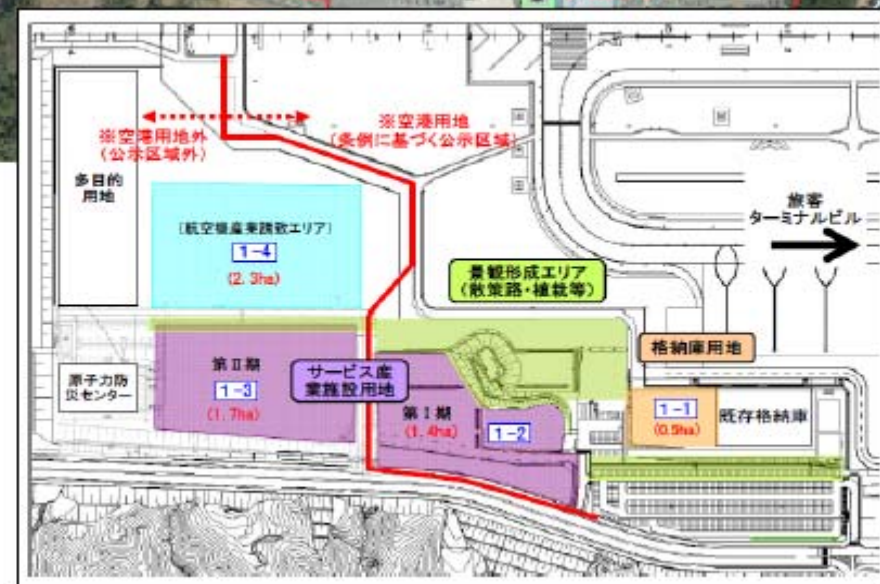 ※空港用地外
(公示区域外)
※空港用地
(条例に基づく公示区域)
多目的
用地
旅客
ターミナルビル
(航空機産業誘致エリア)
1-4
(2.3ha)
景観形成エリア
(散策路・植栽等)
格納庫用地
第Ⅱ期
1-3
(1.7ha)
サービス産
業施設用地
原子力防
災センター
第Ⅰ期
(1.4ha)
1-2
1-1
(0.5ha)
既存格納庫